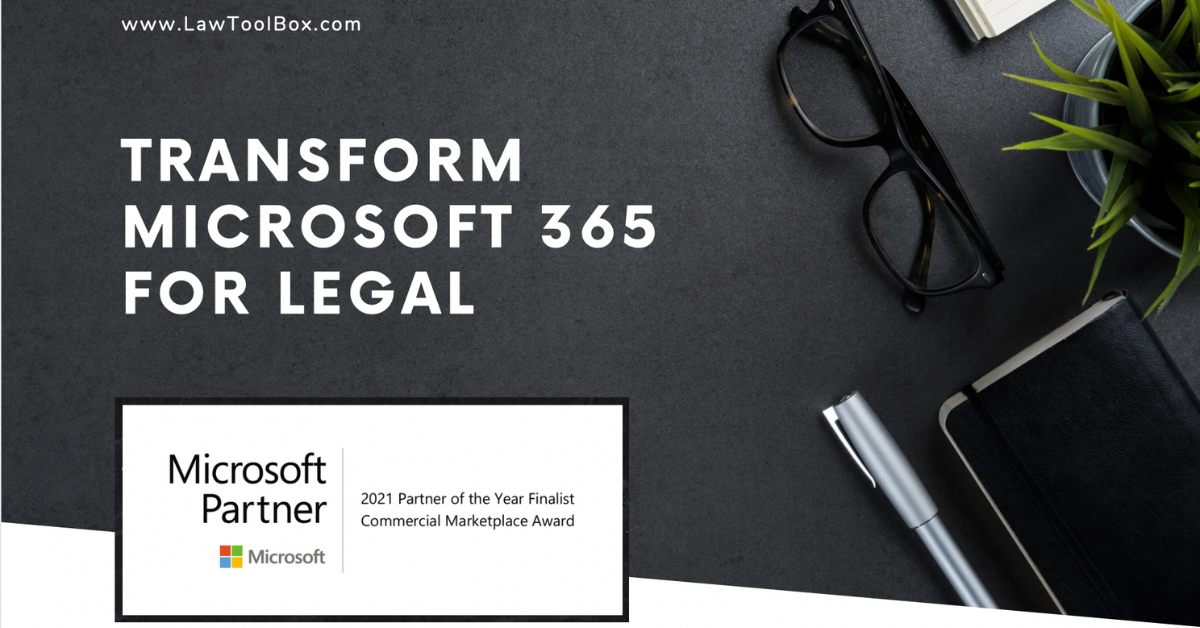 www.LawToolBox.com
TRANSFORM
MICROSOFT 365
FOR LEGAL
Microsoft
Partner
Microsoft
2021 Partner of the Year Finalist
Commercial Marketplace Award